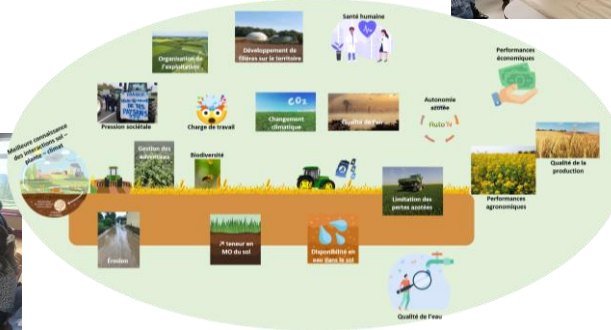 Santé humaine
Organisation de
l'exploitation
Développement de
filières sur le territoire
Performances
économiques
Pression sociétale
Charge de travail
CO₂
Changement
climatique
Qualité de l'air
Autonomie
azotée
Auto'N
Meilleure connaissance
des interactions sol –
plante – climat
Gestion des
adventices
Biodiversité
Qualité de la
production
Limitation des
pertes azotées
Performances
agronomiques
Érosion
↗ teneur en
MO du sol
Disponibilité en
eau dans le sol
Qualité de l'eau